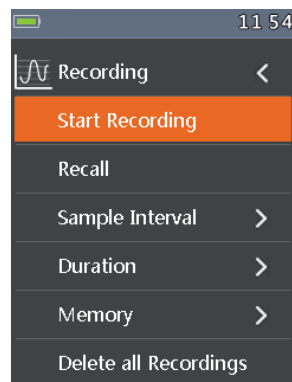 11 54
Recording
Start Recording
Recall
Sample Interval
Duration
Memory
Delete all Recordings